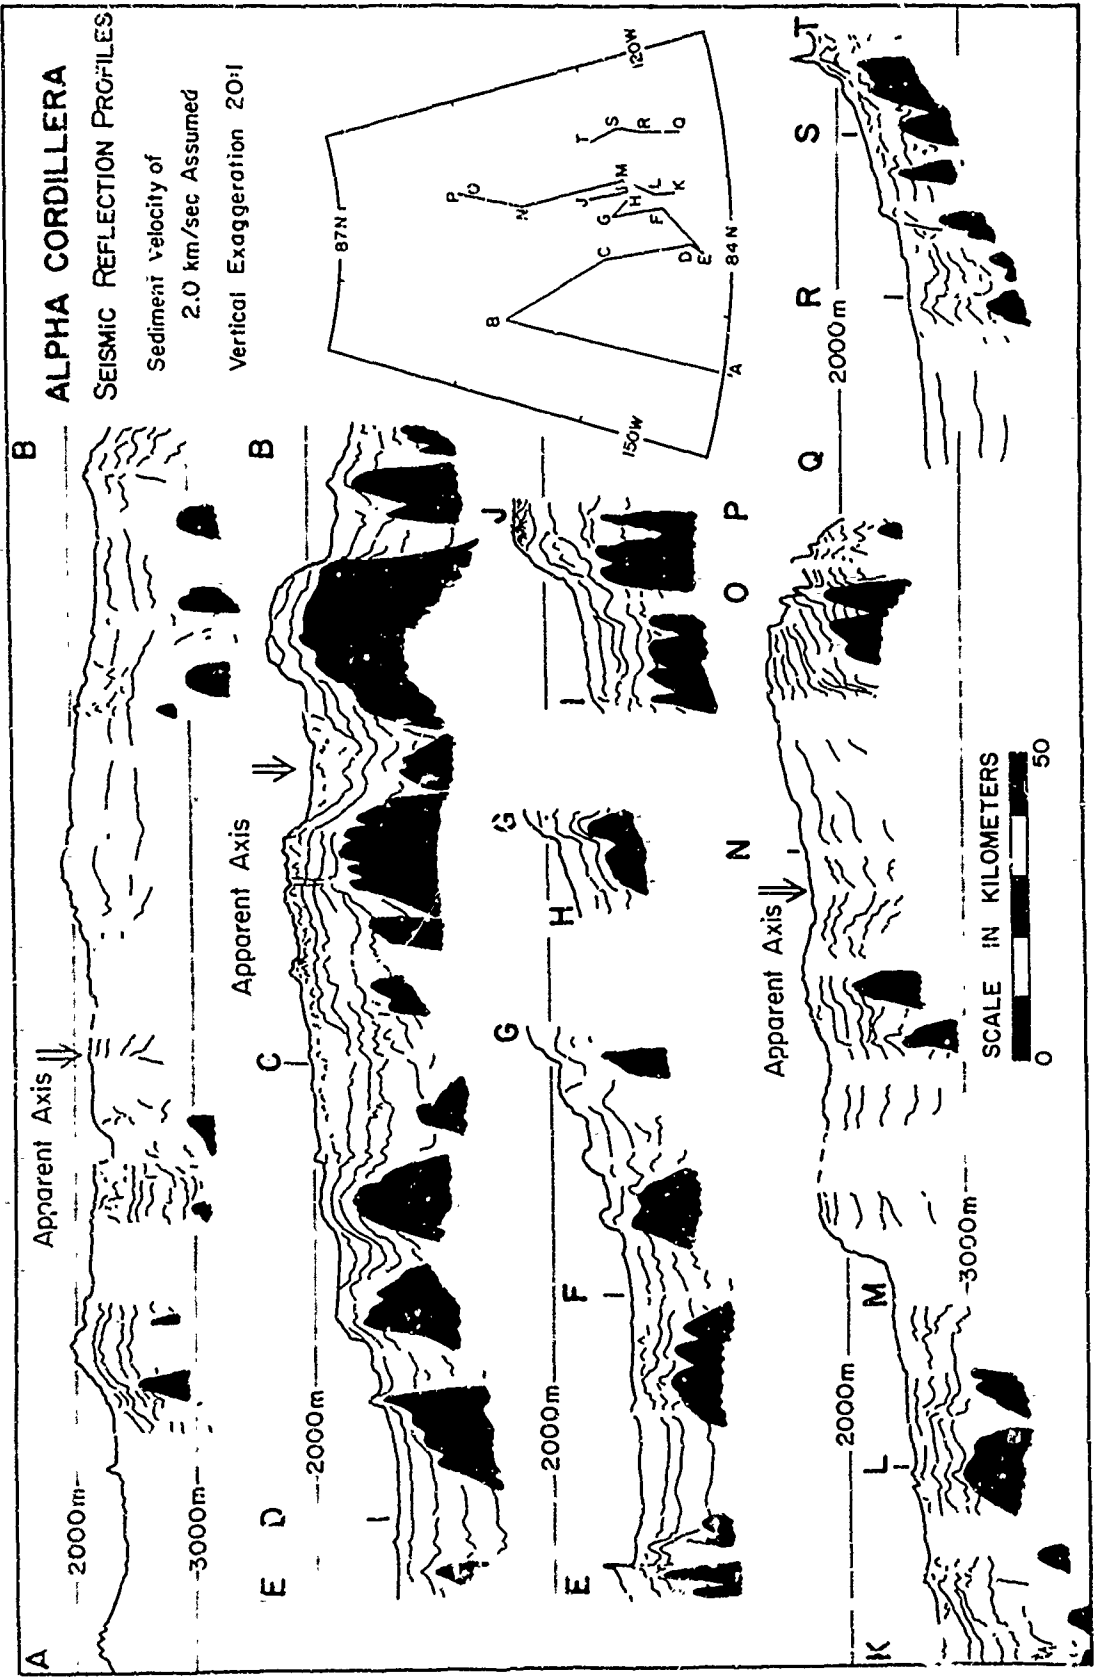 ALPHA CORDILLERA
SEISMIC REFLECTION PROFILES
Sediment Velocity of
2.0 km/sec Assumed
Vertical Exageration 20:1
A
B
2000m
3000m
Apparent Axis
E
D
C
B
2000m
Apparent Axis
E
F
G
2000m
H
G
I
J
K
L
M
N
O
P
2000m
3000m
Apparent Axis
Q
R
S
T
2000m
SCALE IN KILOMETERS
0
50
87N
84N
150W
120W
A
B
C
D
E
F
G
H
I
J
K
L
M
N
O
P
Q
R
S
T